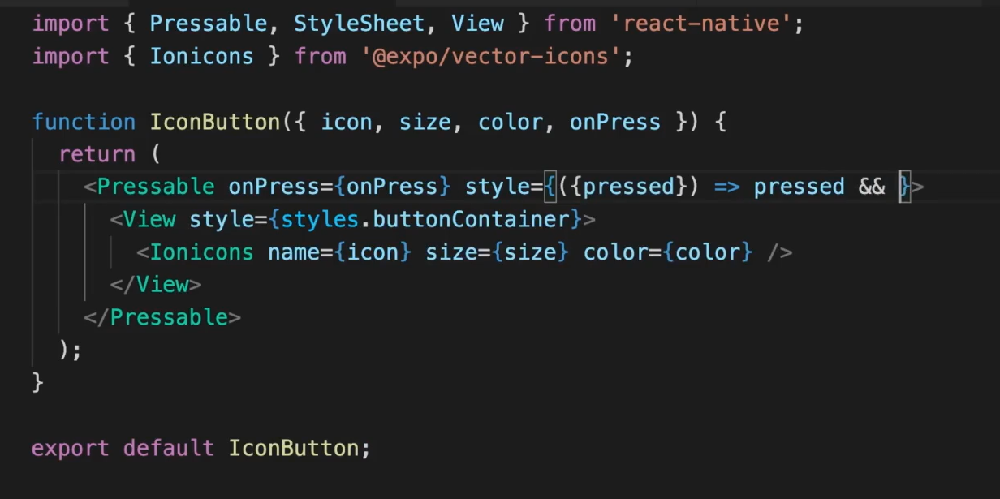 import { Pressable, StyleSheet, View } from 'react-native';
import { Ionicons } from '@expo/vector-icons';
function IconButton({ icon, size, color, onPress }) {
return (
<Pressable onPress={onPress} style={({pressed}) => pressed && }>
<View style={styles.buttonContainer}>
<Ionicons name={icon} size={size} color={color} />
</View>
</Pressable>
);
}
export default IconButton;